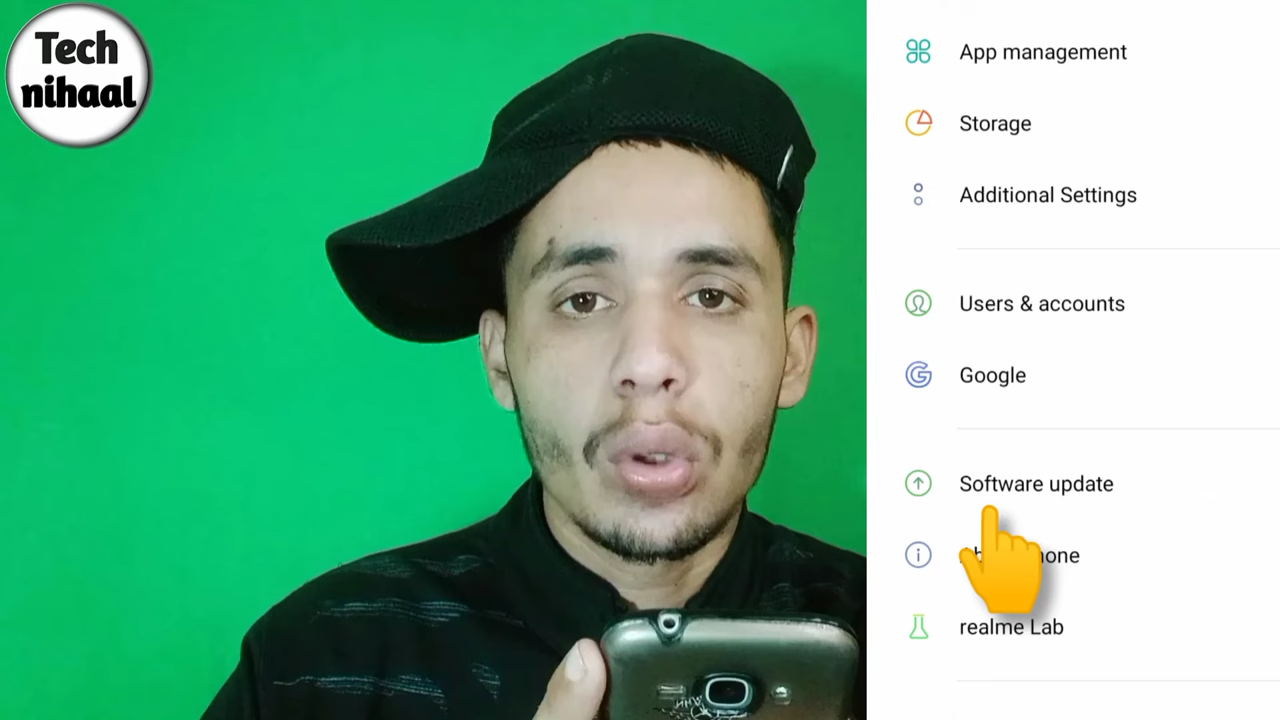 Tech
nihaal
App management
Storage
Additional Settings
Users & accounts
Google
Software update
realme Lab